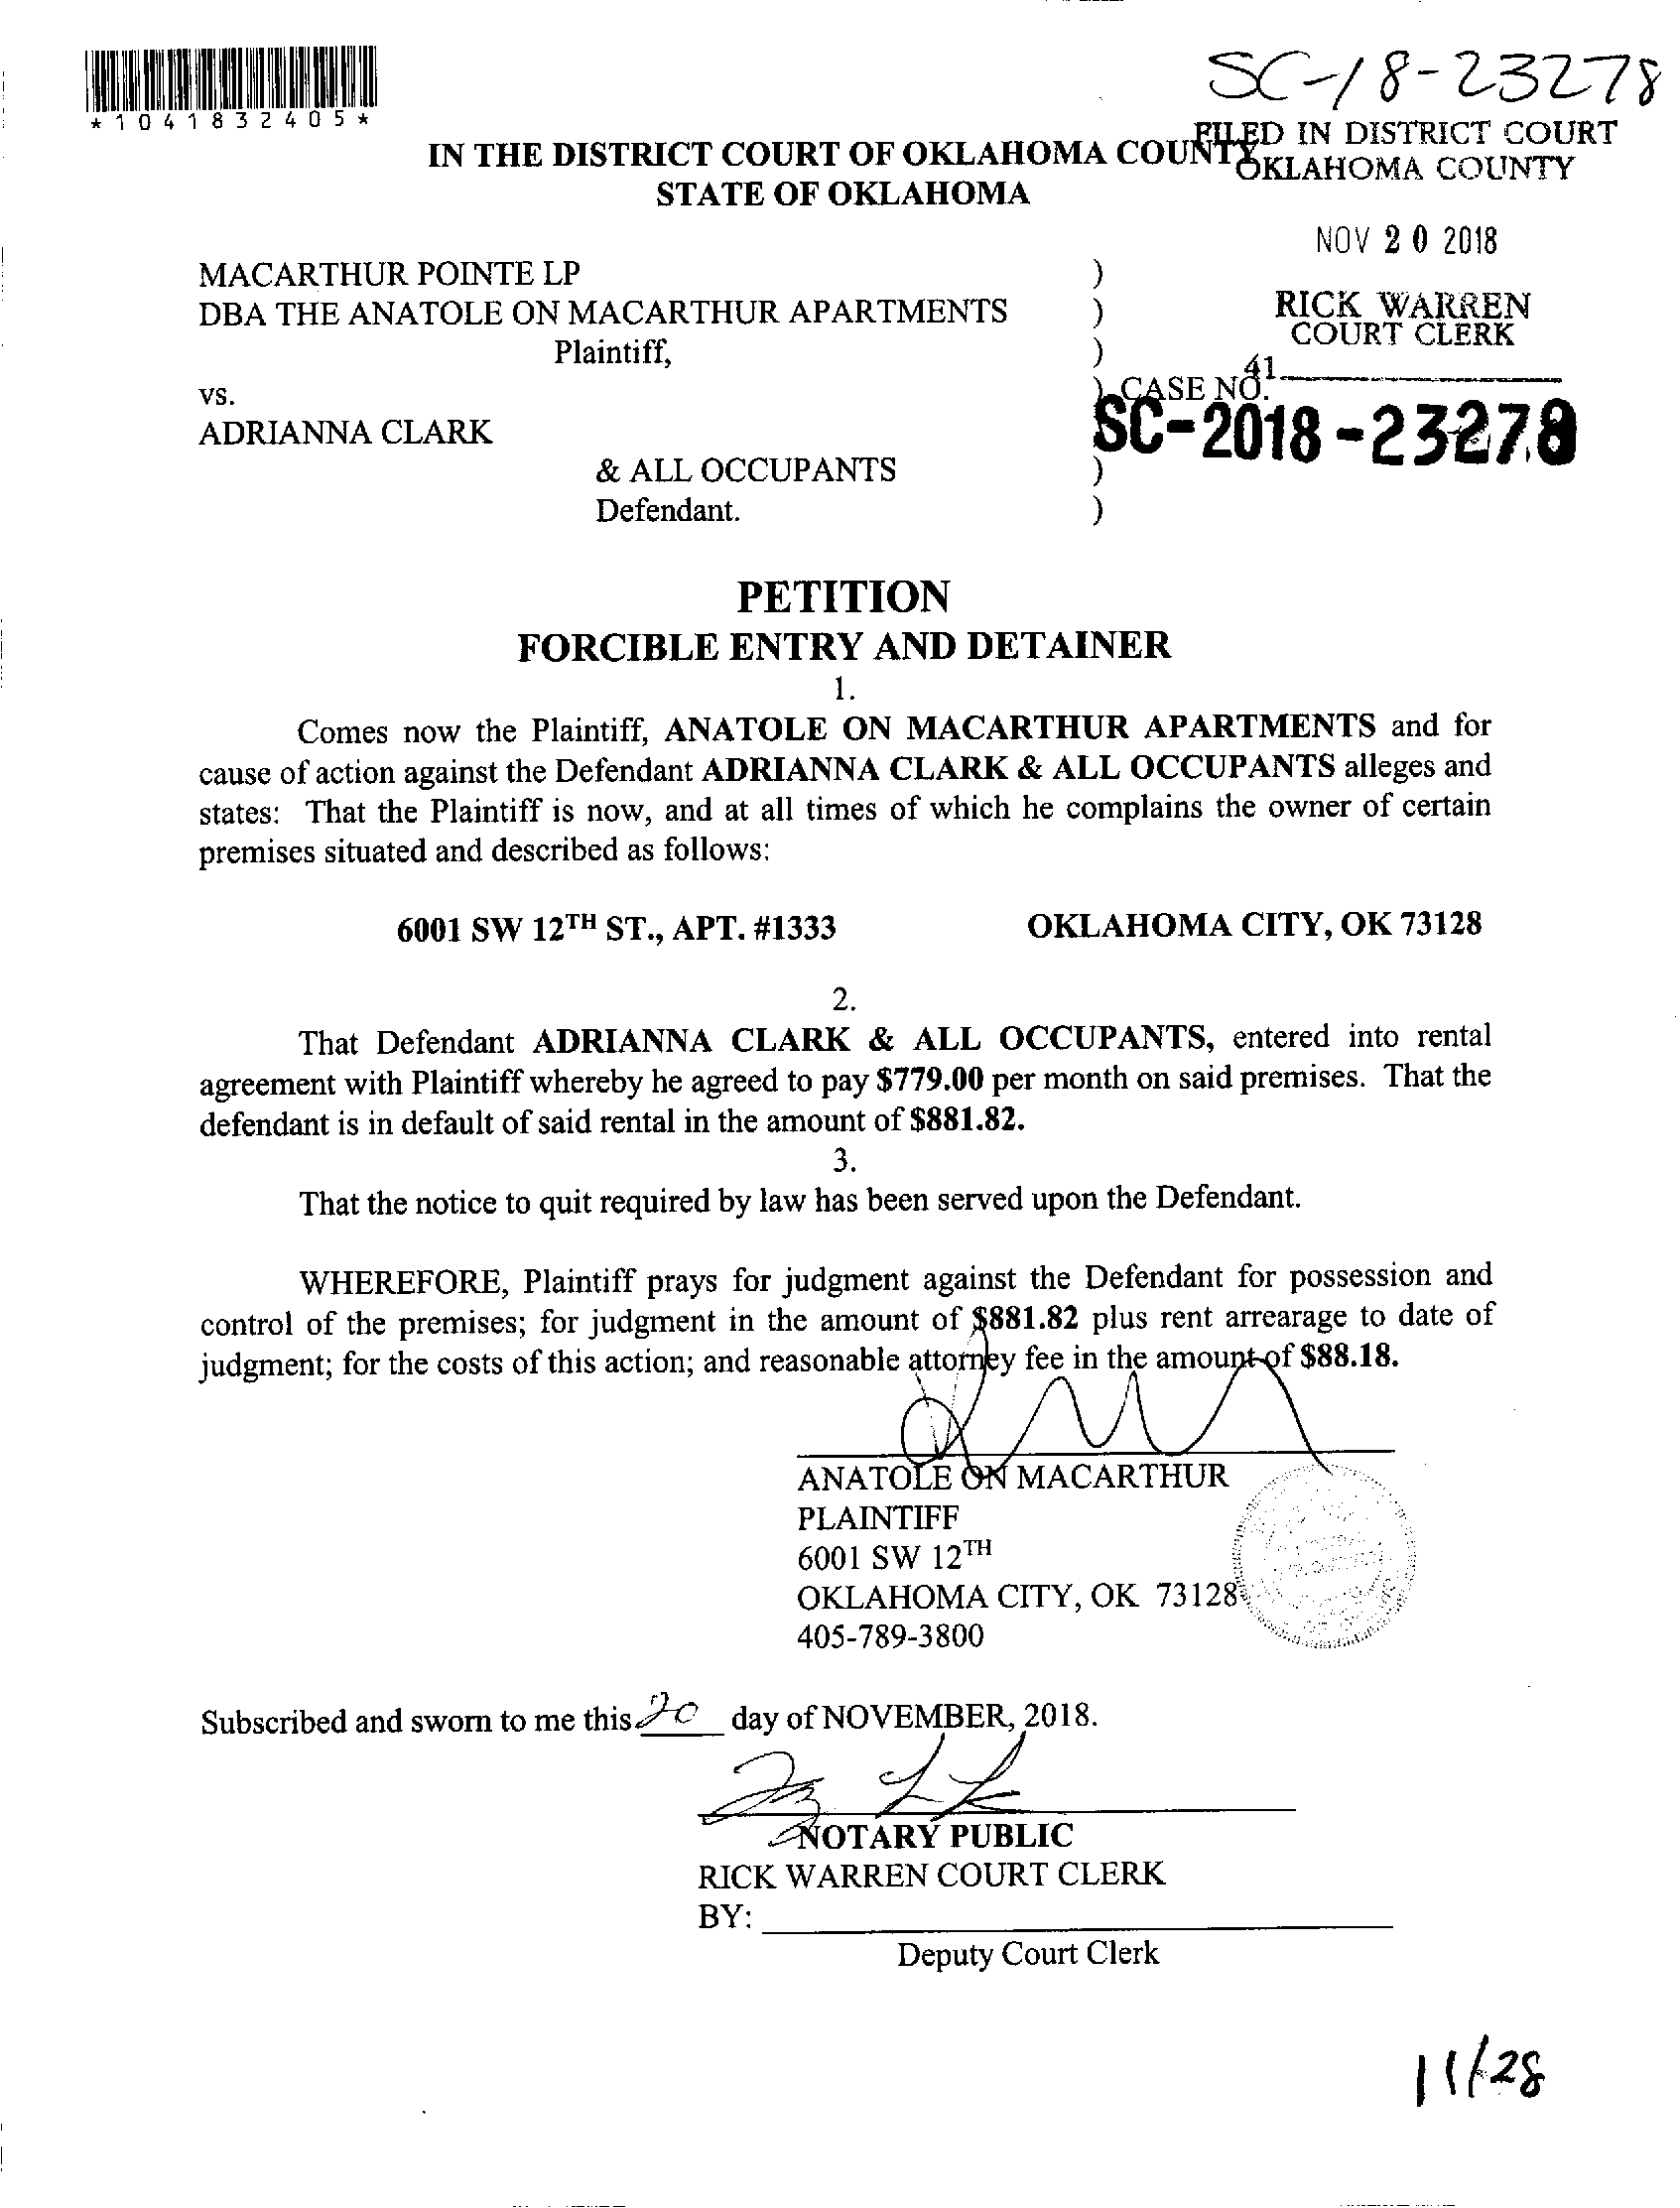 SC-18-23278
*1041832405*
FILED IN DISTRICT COURT
OKLAHOMA COUNTY
IN THE DISTRICT COURT OF OKLAHOMA COUNTY
STATE OF OKLAHOMA
NOV 20 2018
RICK WARREN
COURT CLERK
41
MACARTHUR POINTE LP )
DBA THE ANATOLE ON MACARTHUR APARTMENTS )
Plaintiff, )
vs. ) CASE NO.
SC-2018-23278
ADRIANNA CLARK
& ALL OCCUPANTS )
Defendant. )
PETITION
FORCIBLE ENTRY AND DETAINER
1.
Comes now the Plaintiff, ANATOLE ON MACARTHUR APARTMENTS and for
cause of action against the Defendant ADRIANNA CLARK & ALL OCCUPANTS alleges and
states: That the Plaintiff is now, and at all times of which he complains the owner of certain
premises situated and described as follows:
6001 SW 12TH ST., APT. #1333 OKLAHOMA CITY, OK 73128
2.
That Defendant ADRIANNA CLARK & ALL OCCUPANTS, entered into rental
agreement with Plaintiff whereby he agreed to pay $779.00 per month on said premises. That the
defendant is in default of said rental in the amount of $881.82.
3.
That the notice to quit required by law has been served upon the Defendant.
WHEREFORE, Plaintiff prays for judgment against the Defendant for possession and
control of the premises; for judgment in the amount of $881.82 plus rent arrearage to date of
judgment; for the costs of this action; and reasonable attorney fee in the amount of $88.18.
ANATOLE ON MACARTHUR
PLAINTIFF
6001 SW 12TH
OKLAHOMA CITY, OK 73128
405-789-3800
Subscribed and sworn to me this 20 day of NOVEMBER, 2018.
NOTARY PUBLIC
RICK WARREN COURT CLERK
BY:
Deputy Court Clerk
11/28